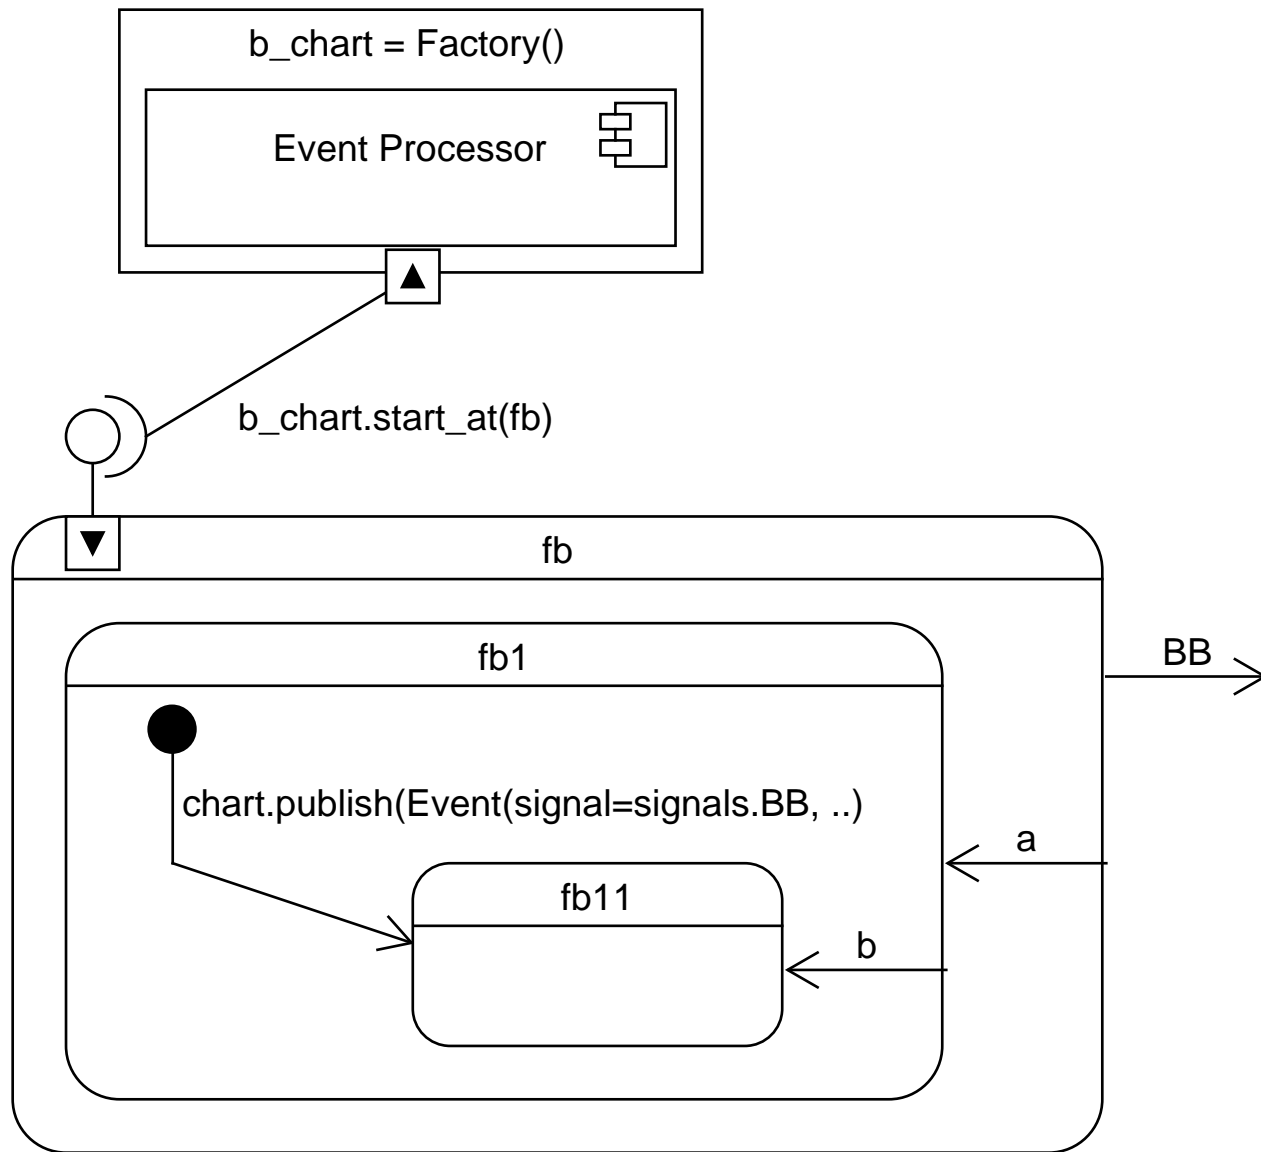 b_chart = Factory()
Event Processor
b_chart.start_at(fb)
fb
fb1
BB
chart.publish(Event(signal=signals.BB, ..)
a
fb11
b